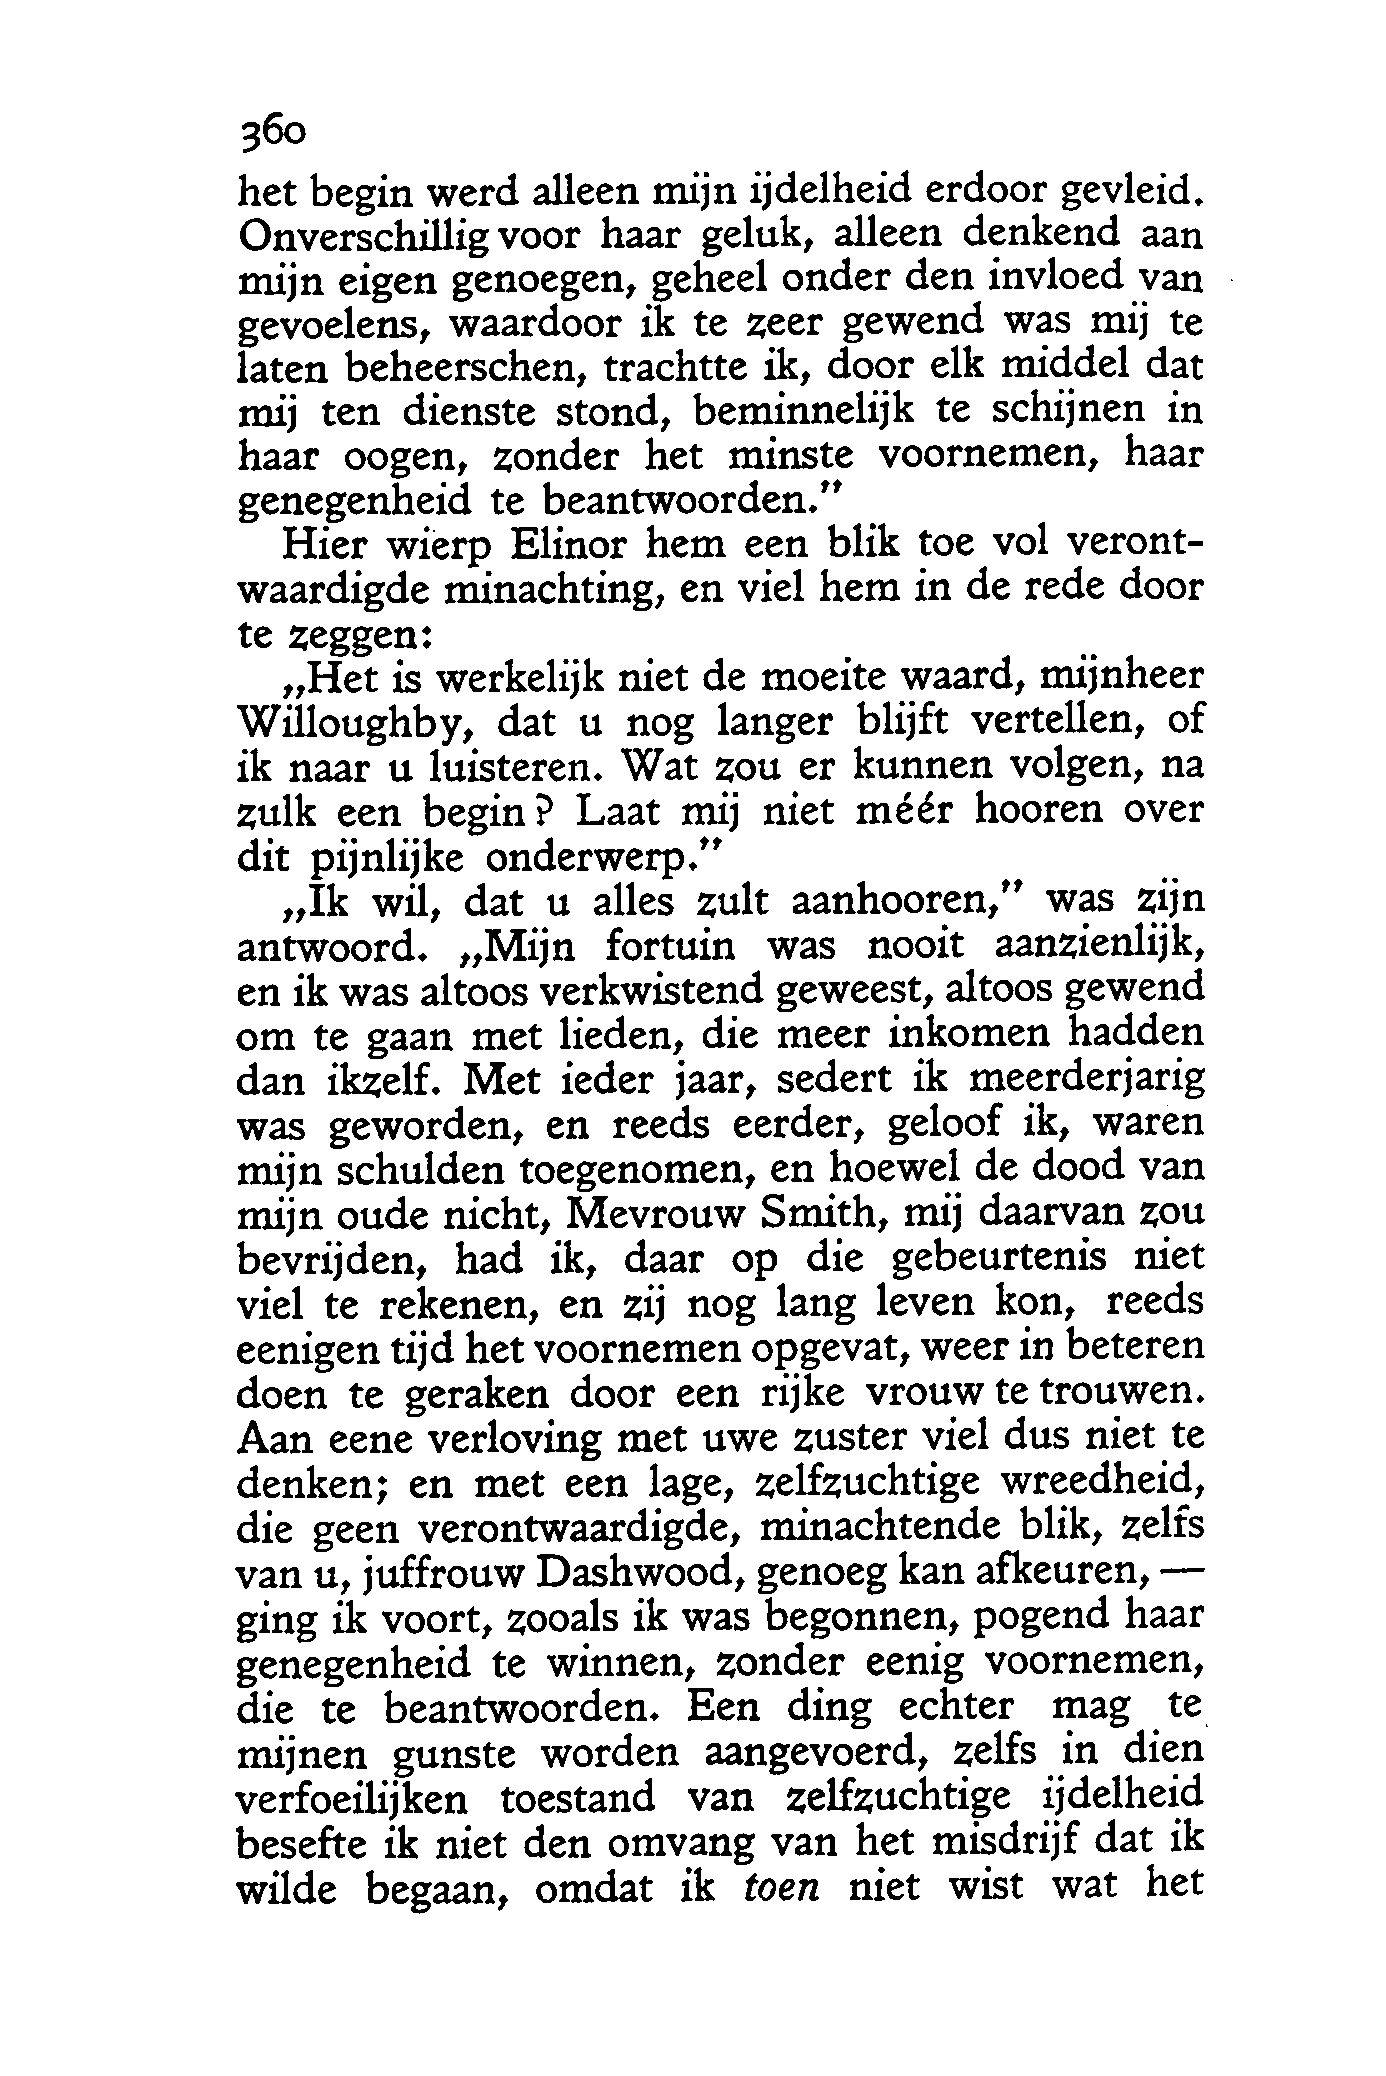 360
het begin werd alleen mijn ijdelheid erdoor gevleid.
Onverschillig voor haar geluk, alleen denkend aan
mijn eigen genoegen, geheel onder den invloed van
gevoelens, waardoor ik te zeer gewend was mij te
laten beheerschen, trachtte ik, door elk middel dat
mij ten dienste stond, beminnelijk te schijnen in
haar oogen, zonder het minste voornemen, haar
genegenheid te beantwoorden.”
Hier wierp Elinor hem een blik toe vol veront-
waardigde minachting, en viel hem in de rede door
te zeggen:
„Het is werkelijk niet de moeite waard, mijnheer
Willoughby, dat u nog langer blijft vertellen, of
ik naar u luisteren. Wat zou er kunnen volgen, na
zulk een begin? Laat mij niet méér hooren over
dit pijnlijke onderwerp.”
„Ik wil, dat u alles zult aanhooren,” was zijn
antwoord. „Mijn fortuin was nooit aanzienlijk,
en ik was altoos verkwistend geweest, altoos gewend
om te gaan met lieden, die meer inkomen hadden
dan ikzelf. Met ieder jaar, sedert ik meerderjarig
was geworden, en reeds eerder, geloof ik, waren
mijn schulden toegenomen, en hoewel de dood van
mijn oude nicht, Mevrouw Smith, mij daarvan zou
bevrijden, had ik, daar op die gebeurtenis niet
viel te rekenen, en zij nog lang leven kon, reeds
eenigen tijd het voornemen opgevat, weer in beteren
doen te geraken door een rijke vrouw te trouwen.
Aan eene verloving met uwe zuster viel dus niet te
denken; en met een lage, zelfzuchtige wreedheid,
die geen verontwaardigde, minachtende blik, zelfs
van u, juffrouw Dashwood, genoeg kan afkeuren, —
ging ik voort, zooals ik was begonnen, pogend haar
genegenheid te winnen, zonder eenig voornemen,
die te beantwoorden. Een ding echter mag te
mijnen gunste worden aangevoerd, zelfs in dien
verfoeilijken toestand van zelfzuchtige ijdelheid
besefte ik niet den omvang van het misdrijf dat ik
wilde begaan, omdat ik toen niet wist wat het